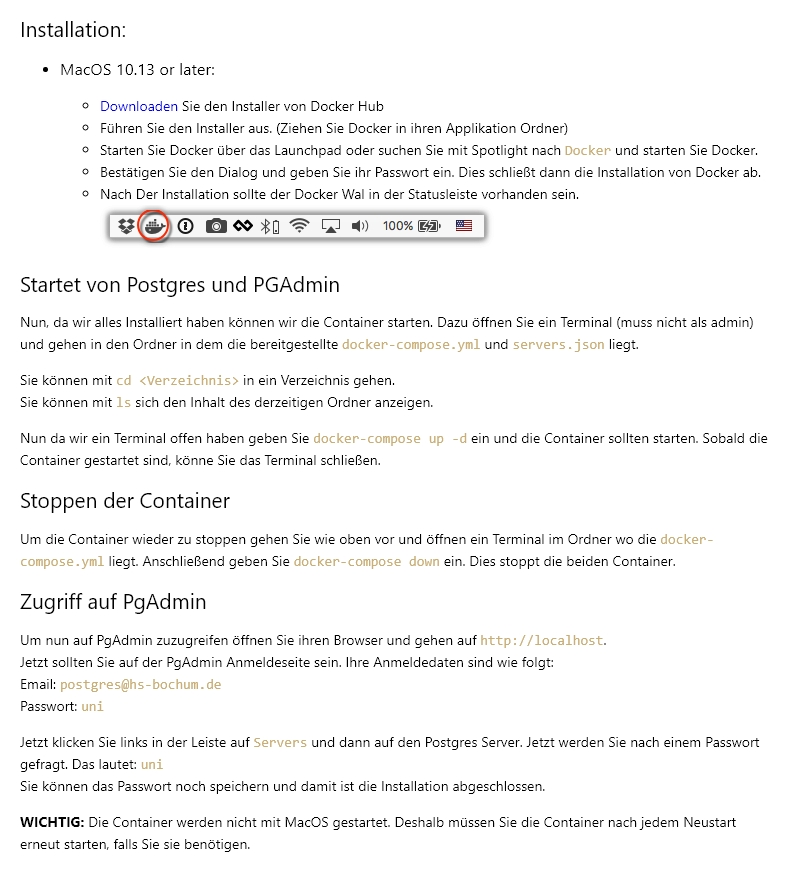 Installation:
MacOS 10.13 or later:
Downloaden Sie den Installer von Docker Hub
Führen Sie den Installer aus. (Ziehen Sie Docker in ihren Applikation Ordner)
Starten Sie Docker über das Launchpad oder suchen Sie mit Spotlight nach Docker und starten Sie Docker.
Bestätigen Sie den Dialog und geben Sie ihr Passwort ein. Dies schließt dann die Installation von Docker ab.
Nach Der Installation sollte der Docker Wal in der Statusleiste vorhanden sein.
100%
Startet von Postgres und PGAdmin
Nun, da wir alles Installiert haben können wir die Container starten. Dazu öffnen Sie ein Terminal (muss nicht als admin)
und gehen in den Ordner in dem die bereitgestellte docker-compose.yml und servers.json liegt.
Sie können mit cd <Verzeichnis> in ein Verzeichnis gehen.
Sie können mit ls sich den Inhalt des derzeitigen Ordner anzeigen.
Nun da wir ein Terminal offen haben geben Sie docker-compose up -d ein und die Container sollten starten. Sobald die
Container gestartet sind, könne Sie das Terminal schließen.
Stoppen der Container
Um die Container wieder zu stoppen gehen Sie wie oben vor und öffnen ein Terminal im Ordner wo die docker-
compose.yml liegt. Anschließend geben Sie docker-compose down ein. Dies stoppt die beiden Container.
Zugriff auf PgAdmin
Um nun auf PgAdmin zuzugreifen öffnen Sie ihren Browser und gehen auf http://localhost.
Jetzt sollten Sie auf der PgAdmin Anmeldeseite sein. Ihre Anmeldedaten sind wie folgt:
Email: postgres@hs-bochum.de
Passwort: uni
Jetzt klicken Sie links in der Leiste auf Servers und dann auf den Postgres Server. Jetzt werden Sie nach einem Passwort
gefragt. Das lautet: uni
Sie können das Passwort noch speichern und damit ist die Installation abgeschlossen.
WICHTIG: Die Container werden nicht mit MacOS gestartet. Deshalb müssen Sie die Container nach jedem Neustart
erneut starten, falls Sie sie benötigen.